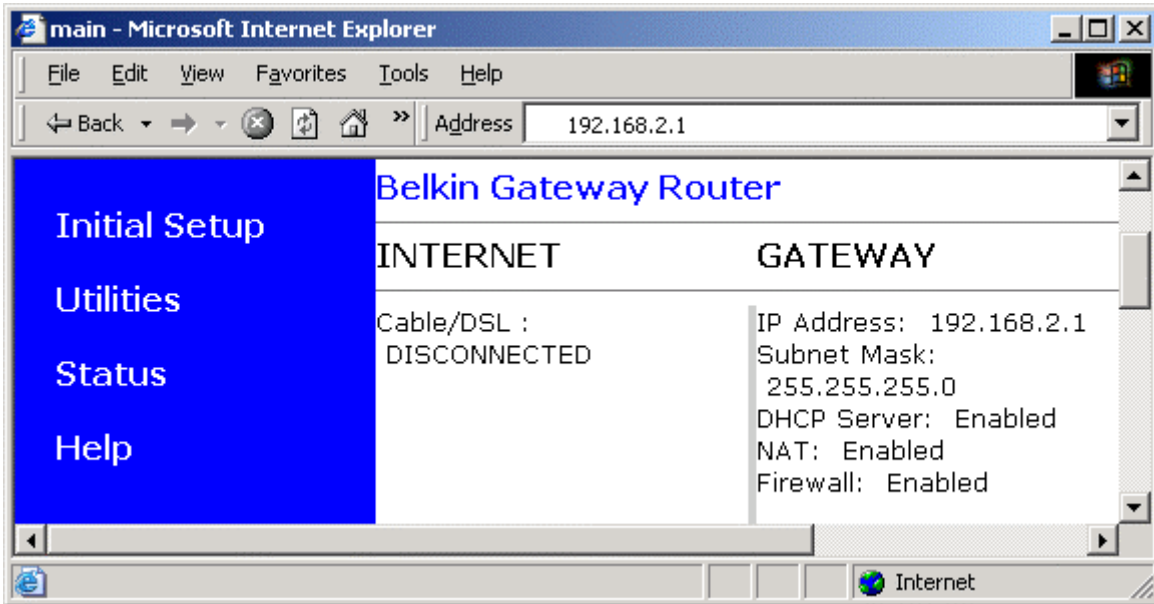 main - Microsoft Internet Explorer
File Edit View Favorites Tools Help
Back » Address 192.168.2.1
Belkin Gateway Router
Initial Setup
Utilities
Status
Help
INTERNET
Cable/DSL :
DISCONNECTED
GATEWAY
IP Address: 192.168.2.1
Subnet Mask:
255.255.255.0
DHCP Server: Enabled
NAT: Enabled
Firewall: Enabled
Internet